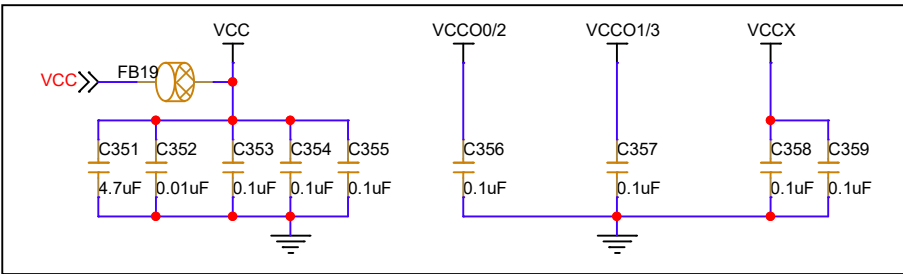 VCC VCCO0/2 VCCO1/3 VCCX
VCC FB19
C351 C352 C353 C354 C355 C356 C357 C358 C359
4.7uF 0.01uF 0.1uF 0.1uF 0.1uF 0.1uF 0.1uF 0.1uF 0.1uF